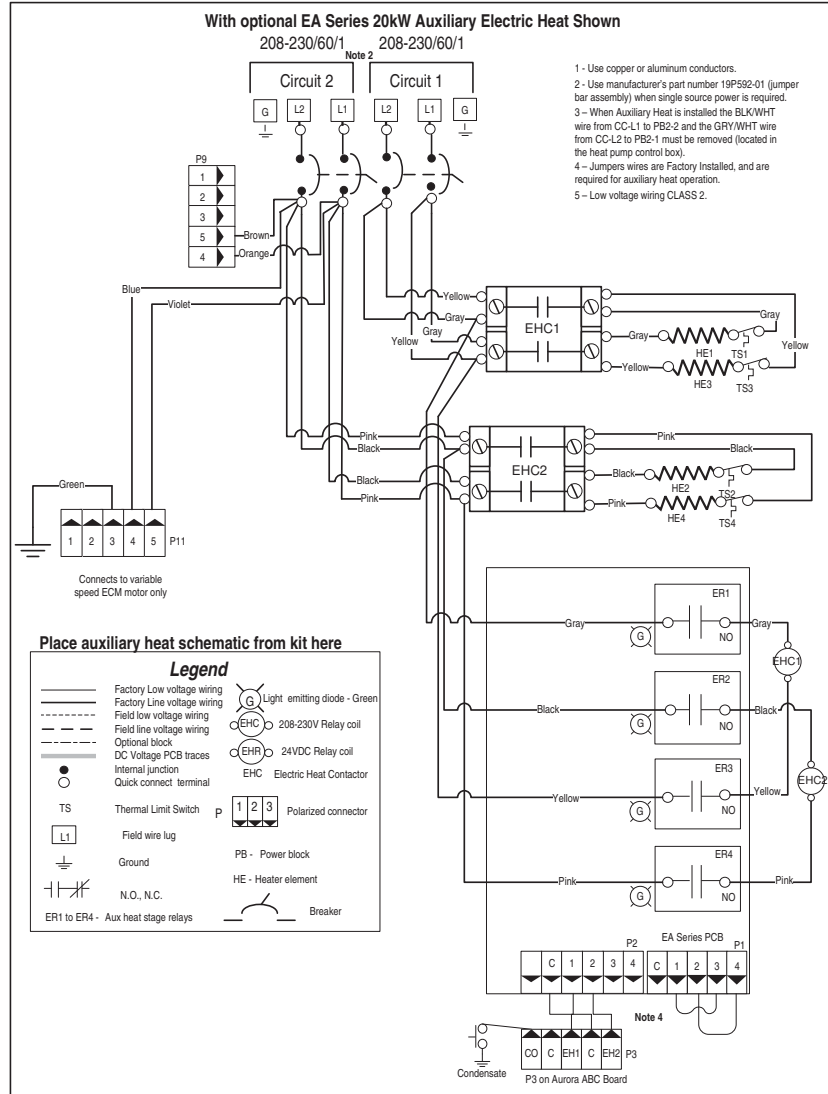 With optional EA Series 20kW Auxiliary Electric Heat Shown
208-230/60/1
Note 2
208-230/60/1
Circuit 2
Circuit 1
G
L2
L1
L2
L1
G
1 - Use copper or aluminum conductors.
2 - Use manufacturer's part number 19P592-01 (jumper
bar assembly) when single source power is required.
3 – When Auxiliary Heat is installed the BLK/WHT
wire from CC-L1 to PB2-2 and the GRY/WHT wire
from CC-L2 to PB2-1 must be removed (located in
the heat pump control box).
4 – Jumpers wires are Factory Installed, and are
required for auxiliary heat operation.
5 – Low voltage wiring CLASS 2.
P9
1
2
3
5
4
Brown
Orange
Blue
Violet
Yellow
Gray
Gray
Yellow
EHC1
Gray
Yellow
Gray
HE1
TS1
Yellow
HE3
TS3
Pink
Black
Black
Pink
EHC2
Pink
Black
Black
HE2
TS2
Pink
HE4
TS4
Green
1
2
3
4
5
P11
Connects to variable
speed ECM motor only
ER1
Gray
G
NO
Gray
EHC1
ER2
Black
G
NO
Black
EHC2
ER3
Yellow
G
NO
Yellow
ER4
Pink
G
NO
Pink
Place auxiliary heat schematic from kit here
Legend
Factory Low voltage wiring
Factory Line voltage wiring
Field low voltage wiring
Field line voltage wiring
Optional block
DC Voltage PCB traces
Internal junction
Quick connect terminal
TS
Thermal Limit Switch
L1
Field wire lug
Ground
N.O., N.C.
ER1 to ER4 - Aux heat stage relays
G
Light emitting diode - Green
EHC
208-230V Relay coil
EHR
24VDC Relay coil
EHC
Electric Heat Contactor
P
1
2
3
Polarized connector
PB - Power block
HE - Heater element
Breaker
P2
C
1
2
3
4
EA Series PCB
P1
C
1
2
3
4
Note 4
Condensate
CO
C
EH1
C
EH2
P3
P3 on Aurora ABC Board